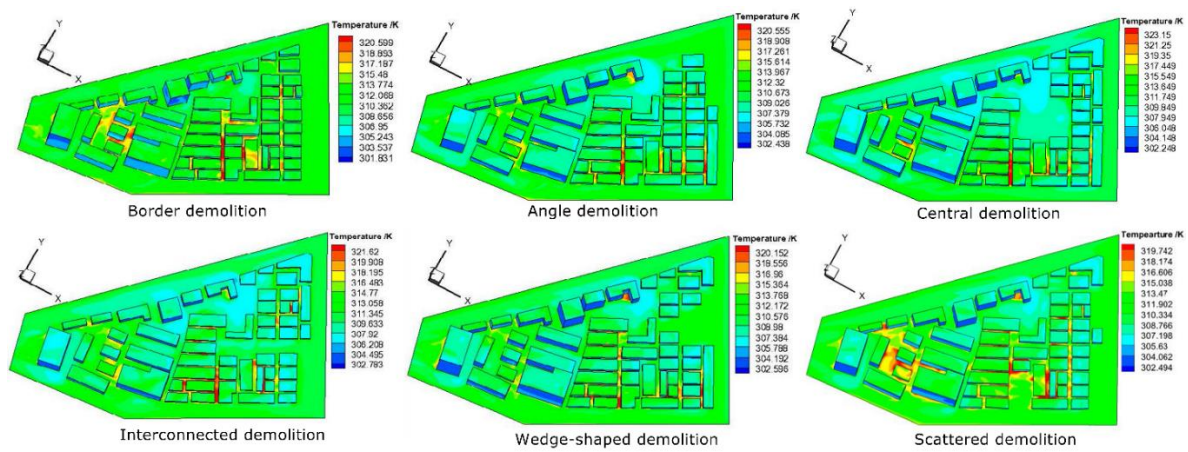 Y
Z
X
Temperature /K
320.599
318.893
317.187
315.48
313.774
312.068
310.362
308.656
306.95
305.243
303.537
301.831
Border demolition
Y
Z
X
Temperature /K
320.555
318.908
317.261
315.614
313.967
312.32
310.673
309.026
307.379
305.732
304.085
302.438
Angle demolition
Y
Z
X
Temperature /K
323.15
321.25
319.35
317.449
315.549
313.649
311.749
309.849
307.949
306.048
304.148
302.248
Central demolition
Y
Z
X
Temperature /K
321.62
319.908
318.195
316.483
314.77
313.058
311.345
309.633
307.92
306.208
304.495
302.783
Interconnected demolition
Y
Z
X
Temperature /K
320.152
318.556
316.96
315.364
313.768
312.172
310.576
308.98
307.384
305.788
304.192
302.596
Wedge-shaped demolition
Y
Z
X
Tempearture /K
319.742
318.174
316.606
315.038
313.47
311.902
310.334
308.766
307.198
305.63
304.062
302.494
Scattered demolition